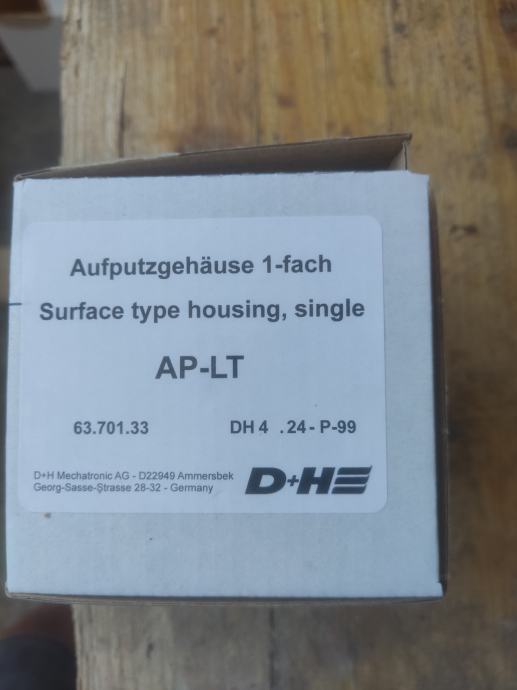 Aufputzgehäuse 1-fach
Surface type housing, single
AP-LT
63.701.33 DH 4 .24- P-99
D+H Mechatronic AG - D22949 Ammersbek
Georg-Sasse-Strasse 28-32 - Germany
D+H